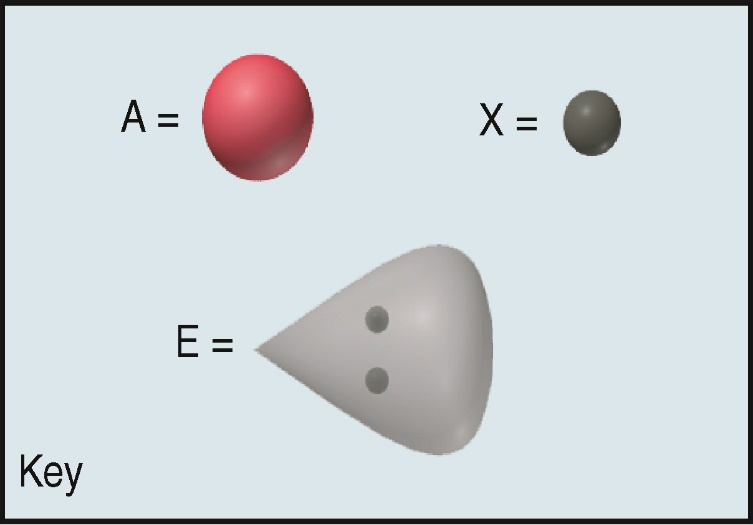 A = X =
E =
Key